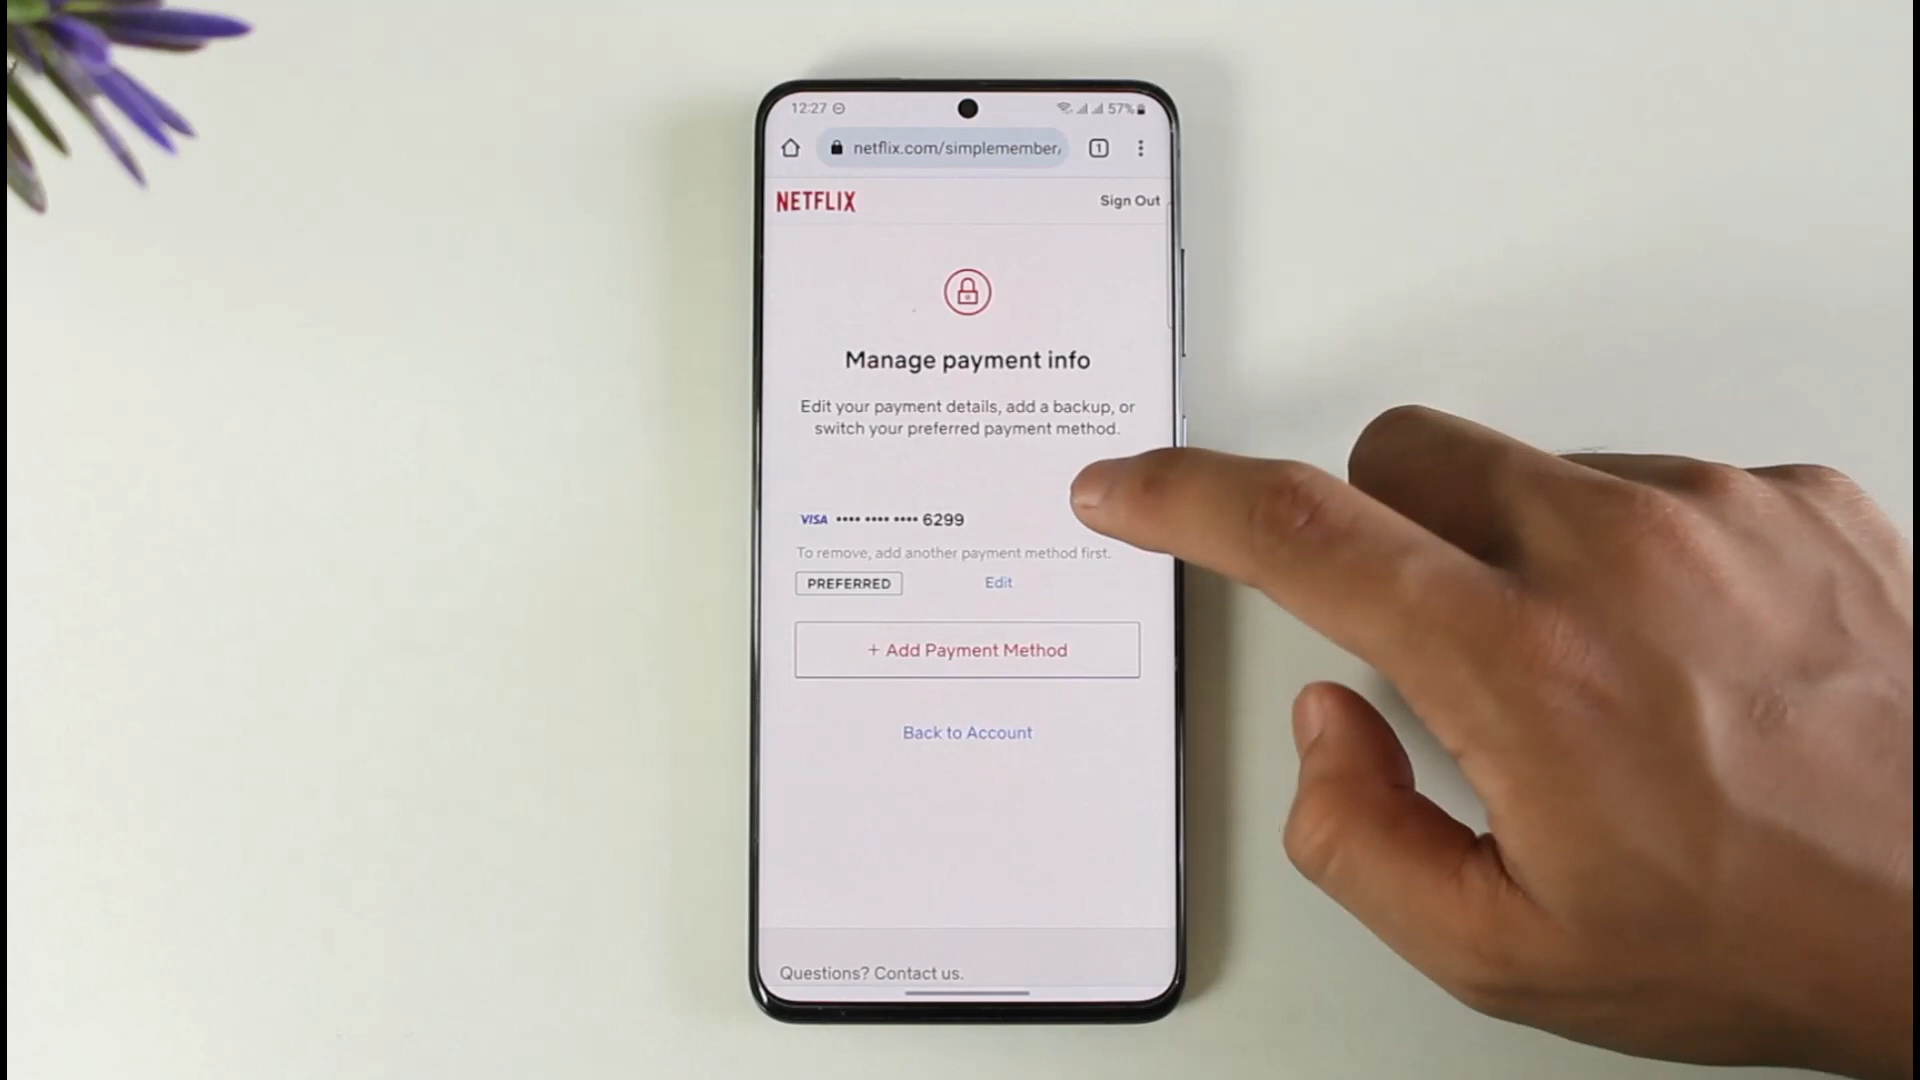 12:27 57%
netflix.com/simplemember/ 1
NETFLIX Sign Out
Manage payment info
Edit your payment details, add a backup, or
switch your preferred payment method.
VISA •••• •••• •••• 6299
To remove, add another payment method first.
PREFERRED Edit
+ Add Payment Method
Back to Account
Questions? Contact us.